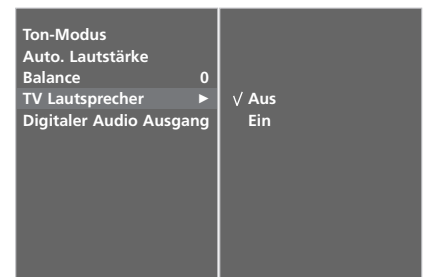 Ton-Modus
Auto. Lautstärke
Balance 0
TV Lautsprecher ► √ Aus
Digitaler Audio Ausgang Ein